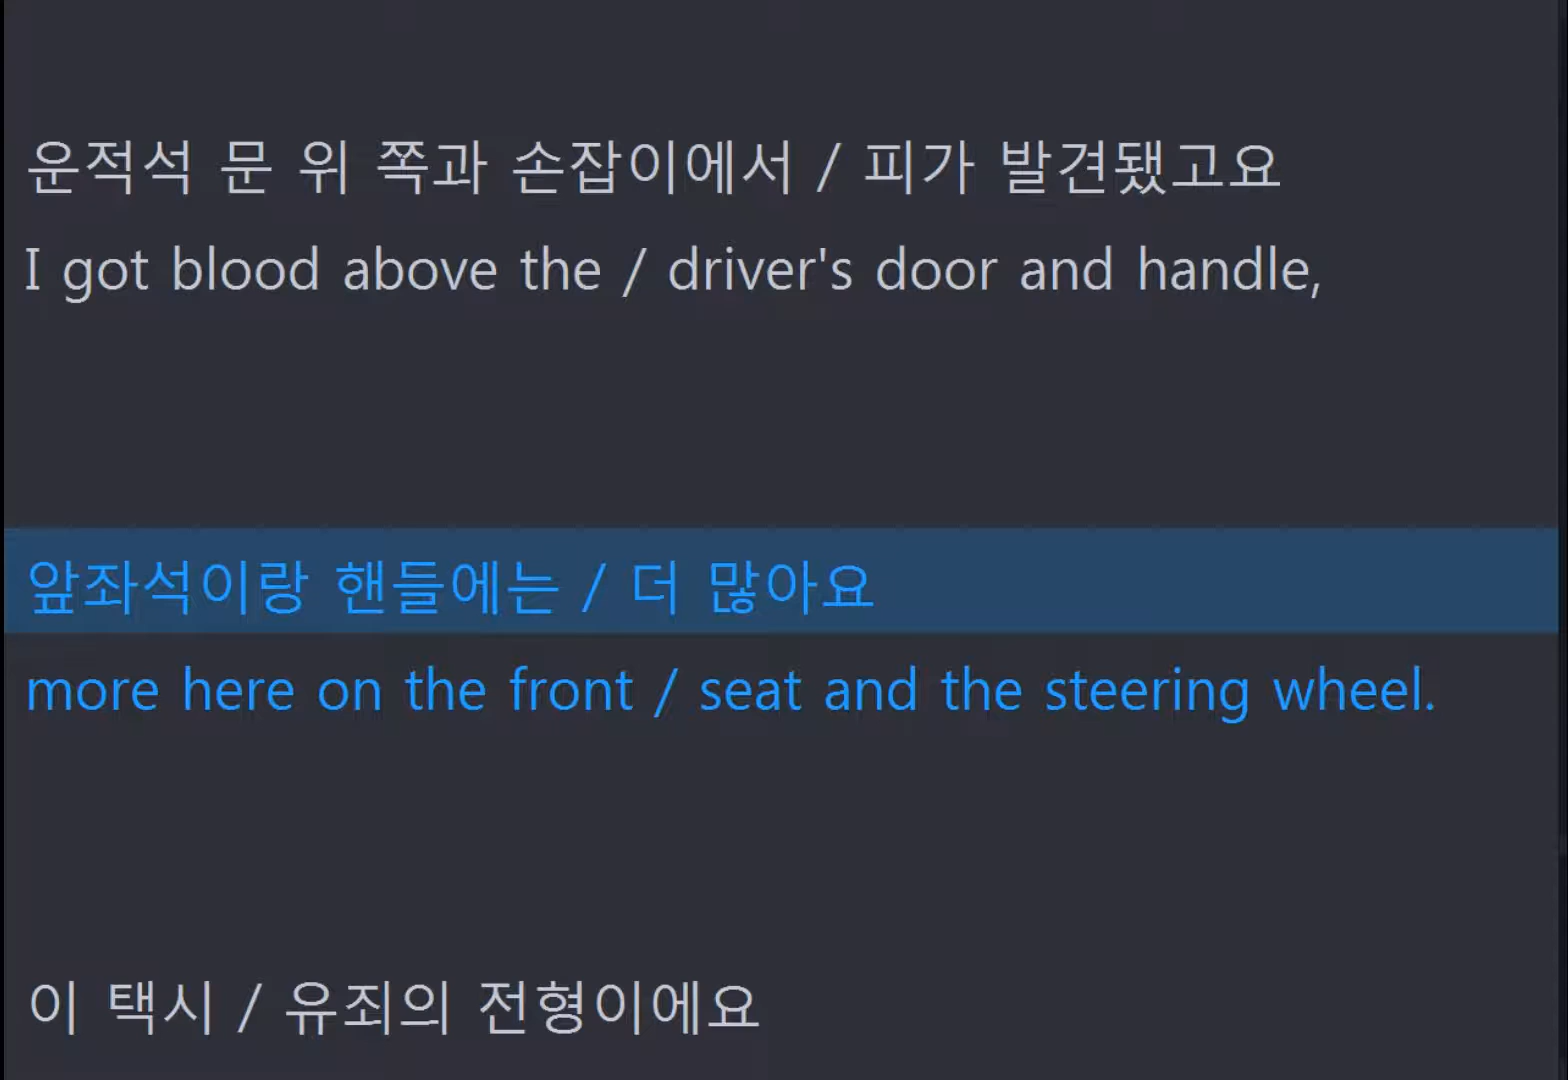 운적석 문 위 쪽과 손잡이에서 / 피가 발견됐고요
I got blood above the / driver's door and handle,
앞좌석이랑 핸들에는 / 더 많아요
more here on the front / seat and the steering wheel.
이 택시 / 유죄의 전형이에요